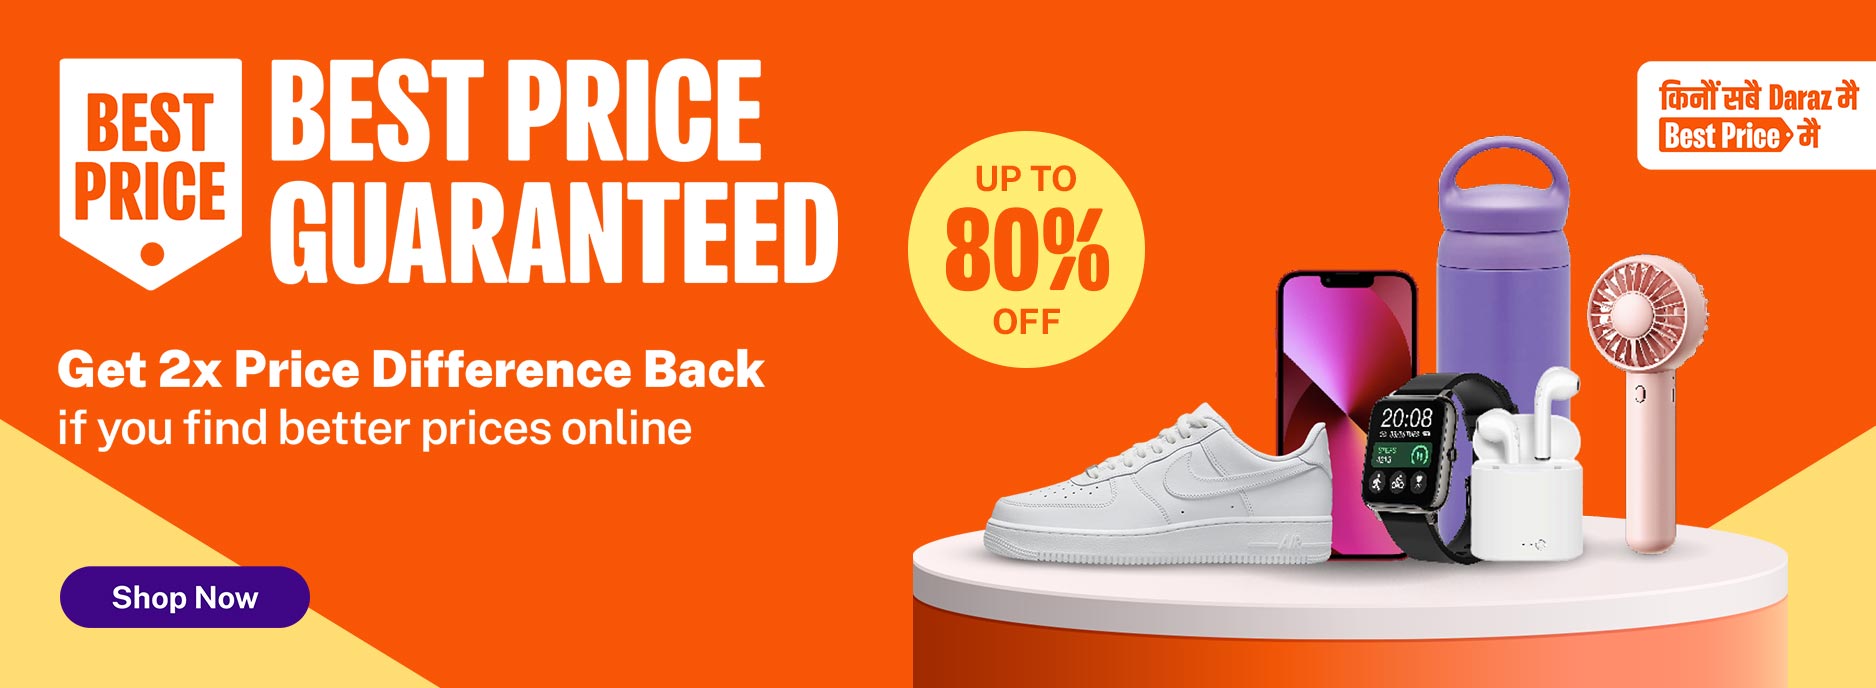 BEST
PRICE
BEST PRICE
GUARANTEED
Get 2x Price Difference Back
if you find better prices online
Shop Now
UP TO
80%
OFF
किनौं सबै Daraz मै
Best Price मै
20:08
AIR